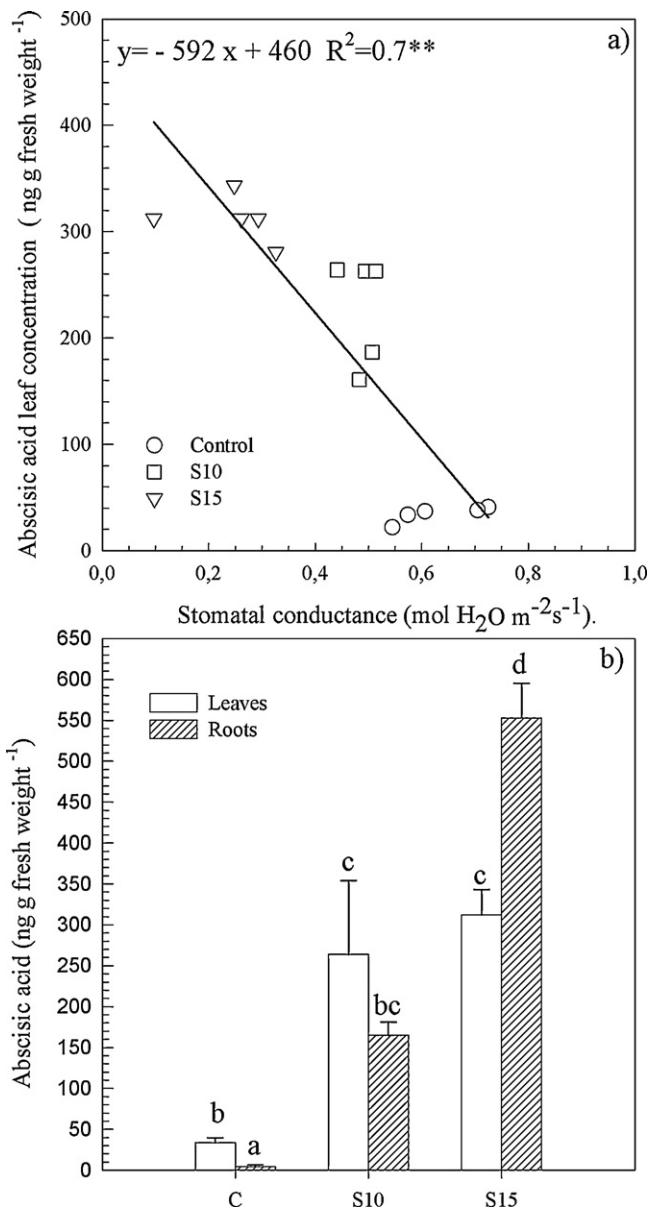 500
400
300
200
100
0
y= - 592 x + 460 R²=0.7**
a)
Abscisic acid leaf concentration ( ng g fresh weight ⁻¹)
Control
S10
S15
0,0 0,2 0,4 0,6 0,8 1,0
Stomatal conductance (mol H₂O m⁻²s⁻¹).
650
600
550
500
450
400
350
300
250
200
150
100
50
0
b)
Abscisic acid (ng g fresh weight ⁻¹)
Leaves
Roots
b
a
c
bc
c
d
C S10 S15